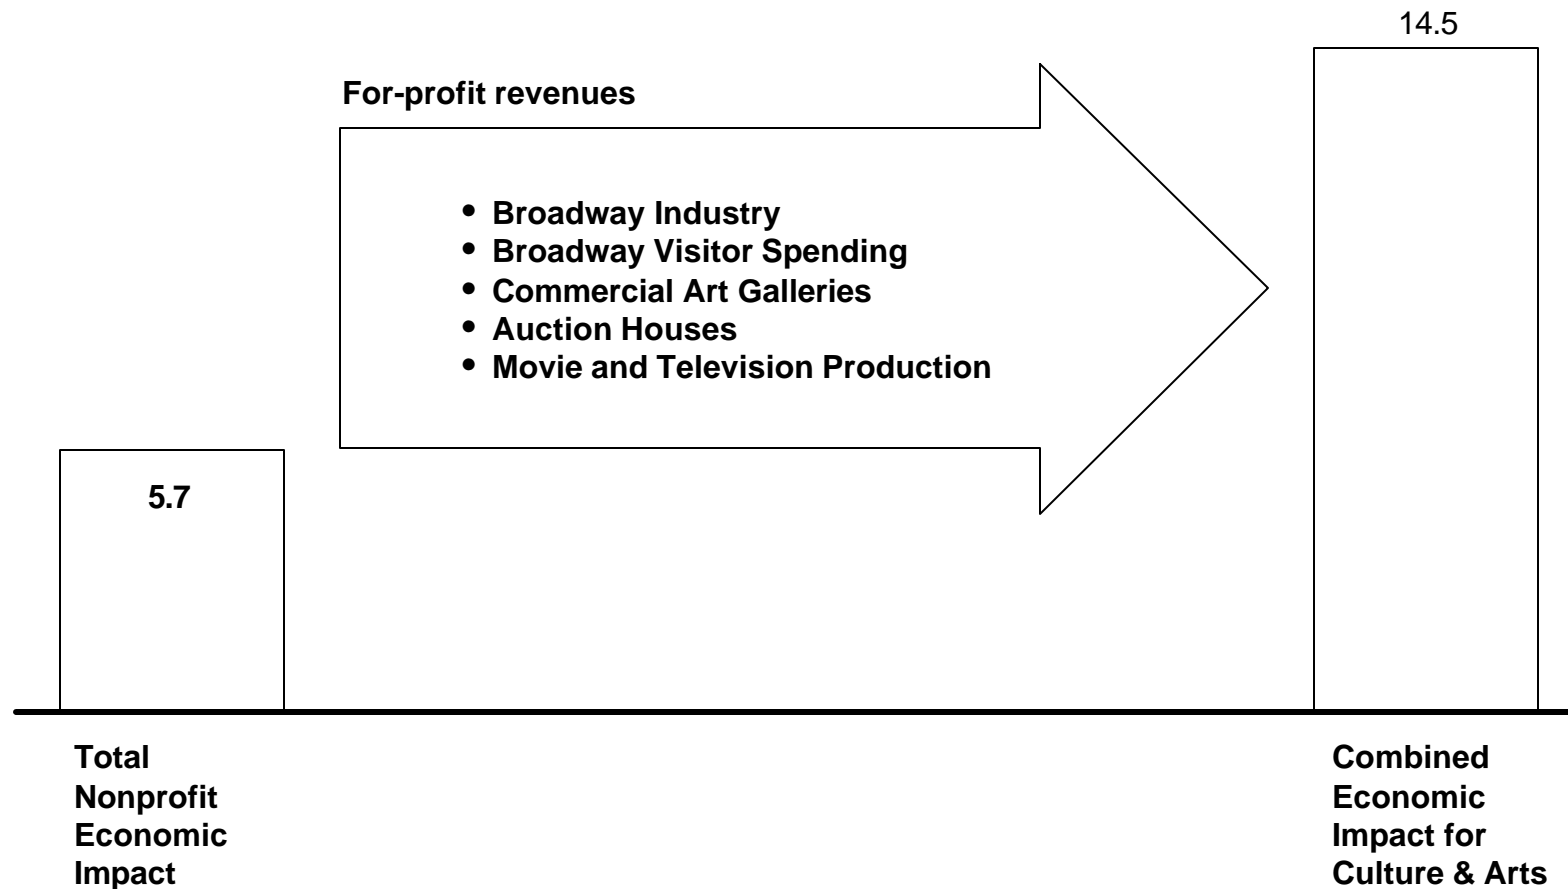 14.5
For-profit revenues
• Broadway Industry
• Broadway Visitor Spending
• Commercial Art Galleries
• Auction Houses
• Movie and Television Production
5.7
Total
Nonprofit
Economic
Impact
Combined
Economic
Impact for
Culture & Arts